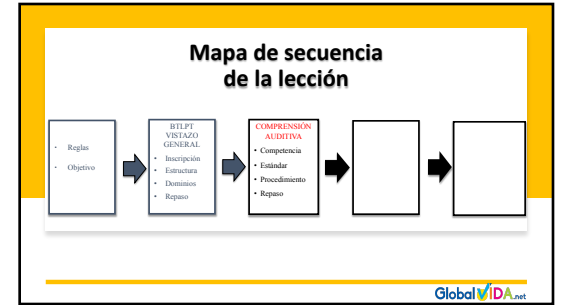 Mapa de secuencia
de la lección
• Reglas
• Objetivo
BTLPT
VISTAZO
GENERAL
• Inscripción
• Estructura
• Dominios
• Repaso
COMPRENSIÓN
AUDITIVA
• Competencia
• Estándar
• Procedimiento
• Repaso
GlobalVIDA.net